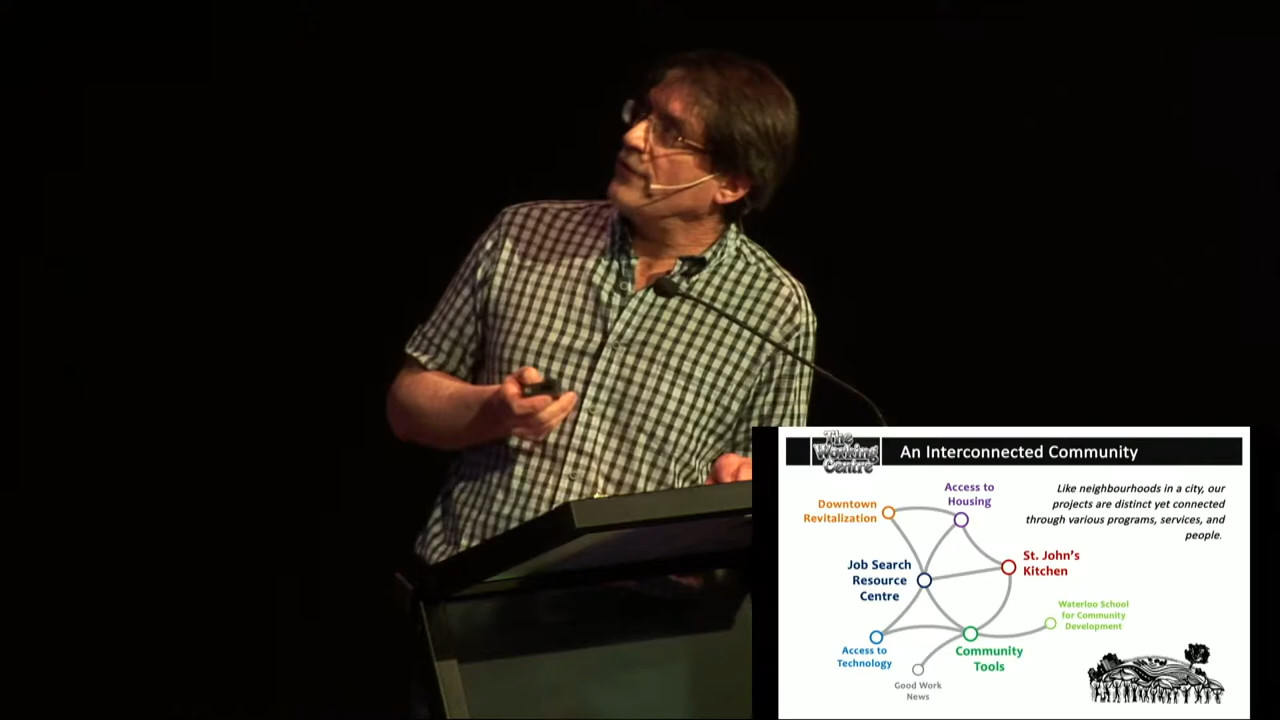 The
Working
Centre
An Interconnected Community
Like neighbourhoods in a city, our
projects are distinct yet connected
through various programs, services, and
people.
Access to
Housing
Downtown
Revitalization
St. John's
Kitchen
Job Search
Resource
Centre
Waterloo School
for Community
Development
Access to
Technology
Community
Tools
Good Work
News